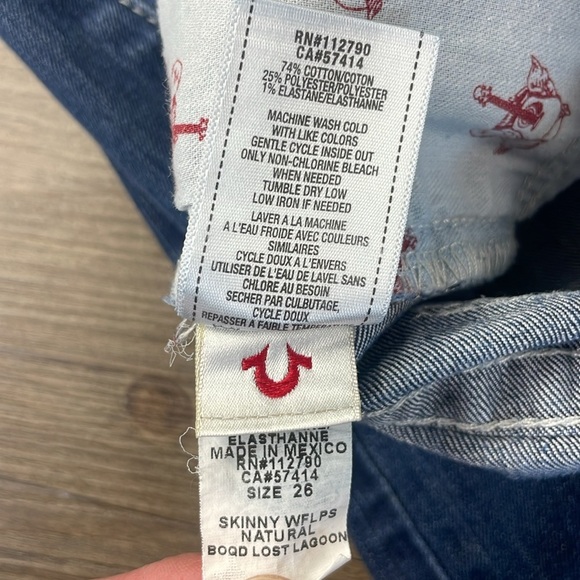 RN#112790
CA#57414
74% COTTON/COTON
25% POLYESTER/POLYESTER
1% ELASTANE/ELASTHANNE
MACHINE WASH COLD
WITH LIKE COLORS
GENTLE CYCLE INSIDE OUT
ONLY NON-CHLORINE BLEACH
WHEN NEEDED
TUMBLE DRY LOW
LOW IRON IF NEEDED
LAVER A LA MACHINE
A L'EAU FROIDE AVEC COULEURS
SIMILAIRES
CYCLE DOUX A L'ENVERS
UTILISER DE L'EAU DE LAVEL SANS
CHLORE AU BESOIN
SECHER PAR CULBUTAGE,
CYCLE DOUX
REPASSER A FAIBLE
ELASTHANNE
MADE IN MEXICO
RN#112790
CA#57414
SIZE 26
SKINNY WFLPS
NATURAL
BOQD LOST LAGOON